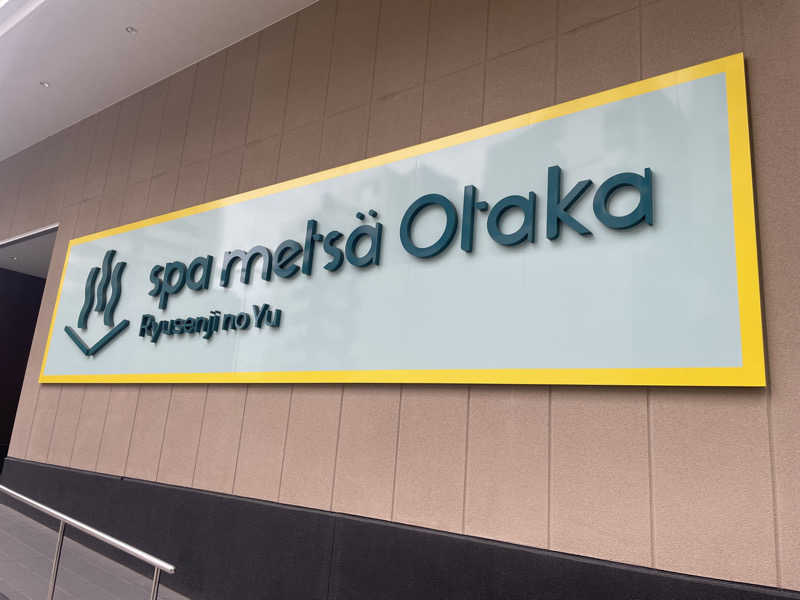 spa metsä Otaka
Ryusenji no Yu